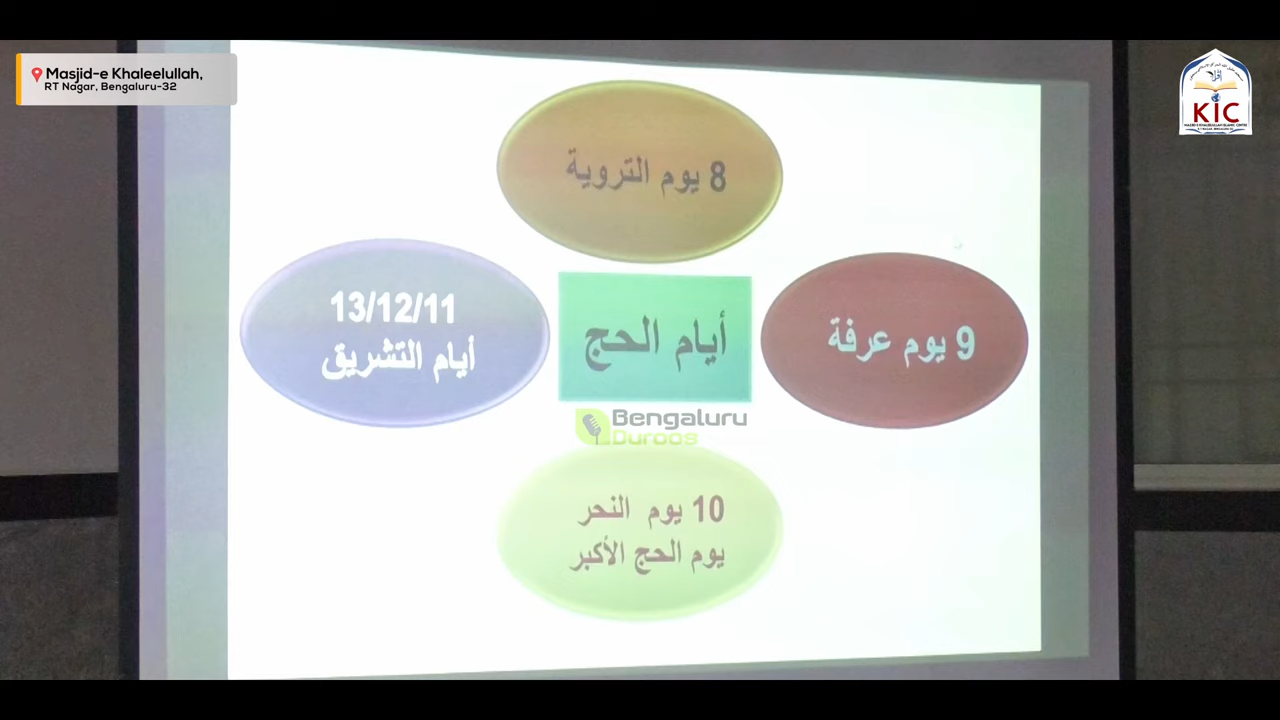 Masjid-e Khaleelullah,
RT Nagar, Bengaluru-32
KIC
8 يوم التروية
9 يوم عرفة
أيام الحج
13/12/11
أيام التشريق
Bengaluru
Duroos
10 يوم النحر
يوم الحج الأكبر